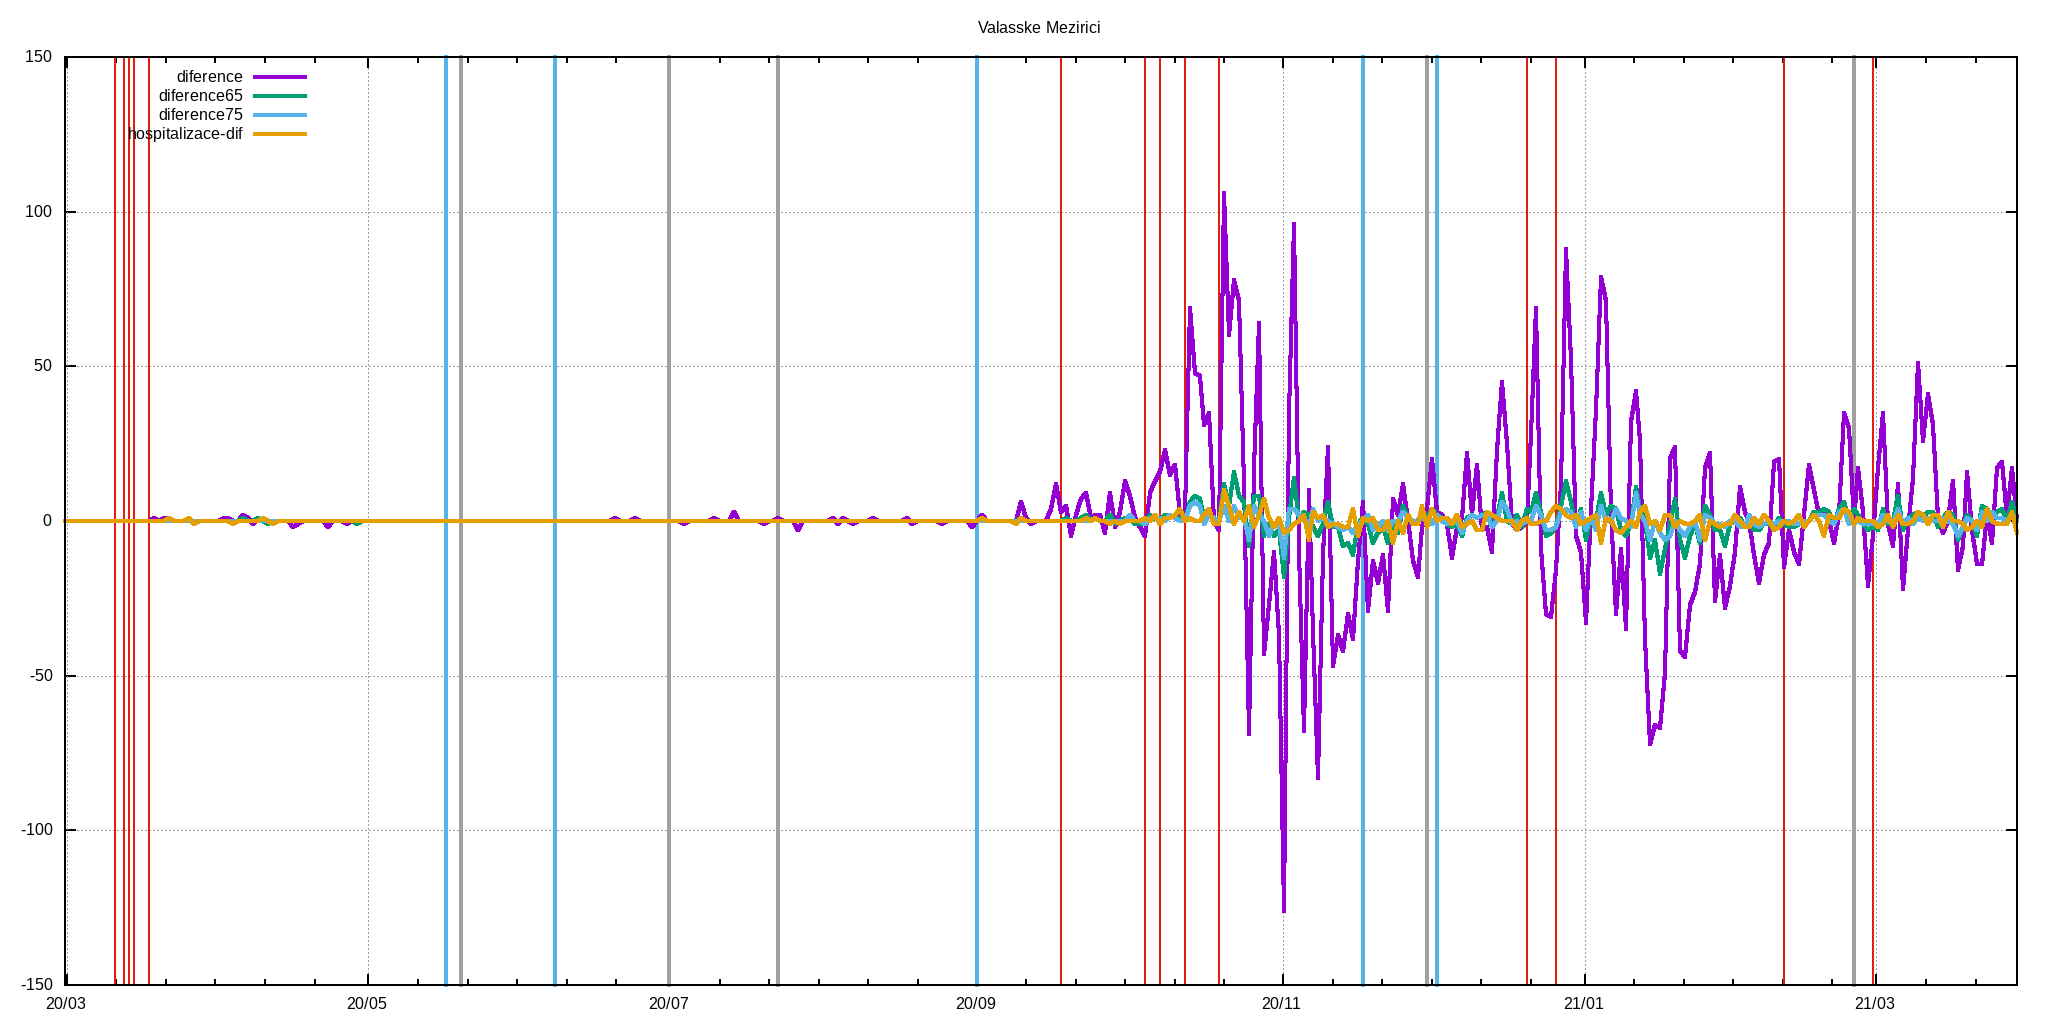 Valasske Mezirici
150
diference
diference65
diference75
hospitalizace-dif
100
50
0
-50
-100
-150
20/03 20/05 20/07 20/09 20/11 21/01 21/03